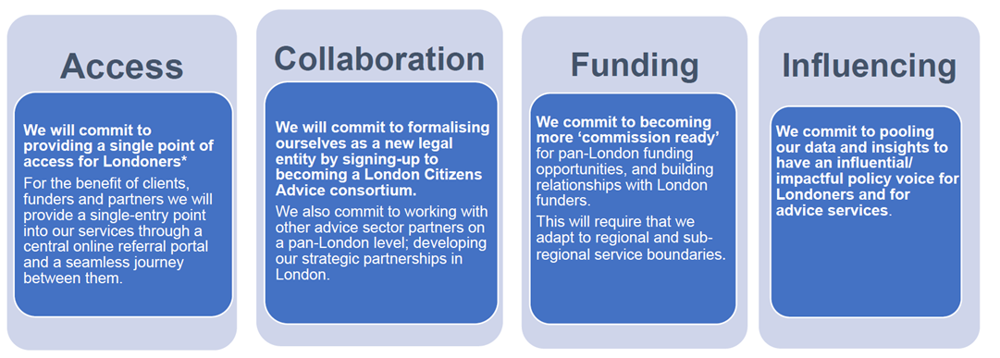 Access
We will commit to
providing a single point of
access for Londoners*
For the benefit of clients,
funders and partners we will
provide a single-entry point
into our services through a
central online referral portal
and a seamless journey
between them.
Collaboration
We will commit to formalising
ourselves as a new legal
entity by signing-up to
becoming a London Citizens
Advice consortium.
We also commit to working with
other advice sector partners on
a pan-London level; developing
our strategic partnerships in
London.
Funding
We commit to becoming
more ‘commission ready’
for pan-London funding
opportunities, and building
relationships with London
funders.
This will require that we
adapt to regional and sub-
regional service boundaries.
Influencing
We commit to pooling
our data and insights to
have an influential/
impactful policy voice for
Londoners and for
advice services.